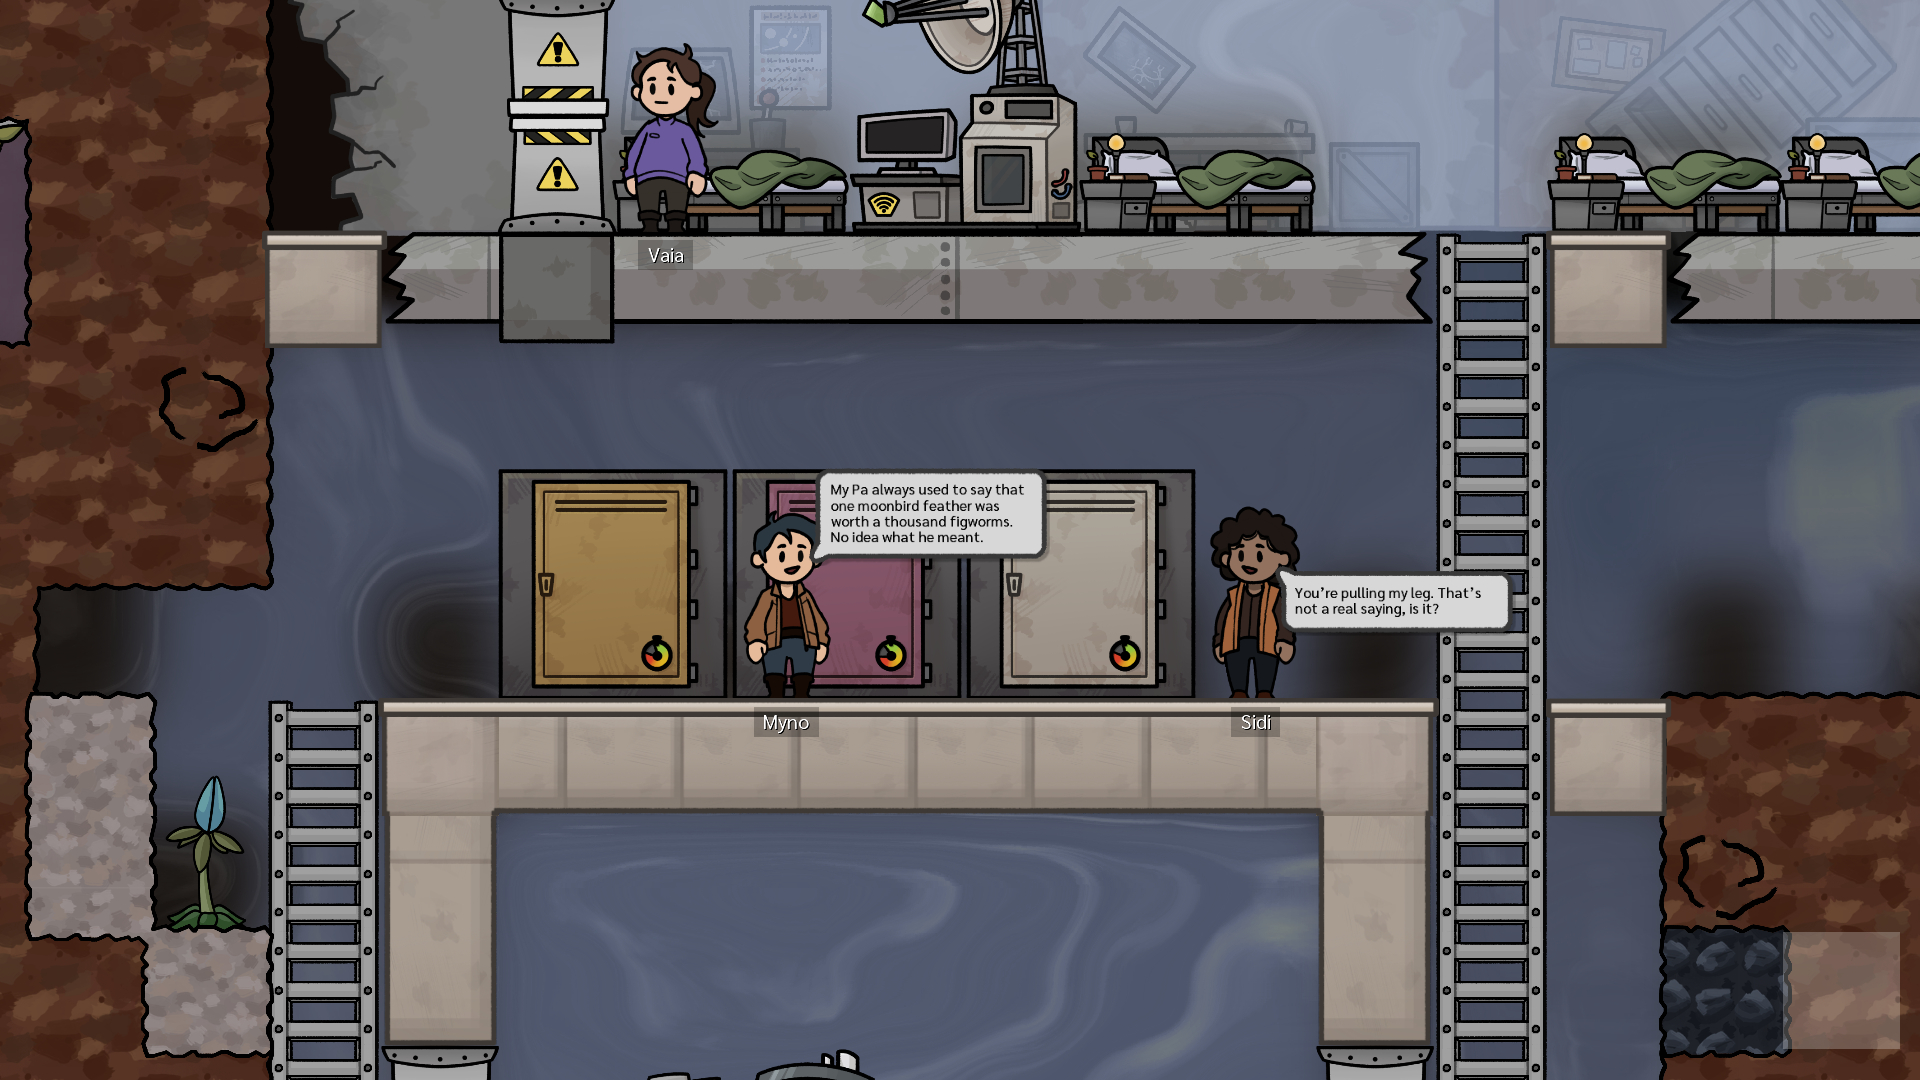 Vaia
My Pa always used to say that
one moonbird feather was
worth a thousand figworms.
No idea what he meant.
You're pulling my leg. That's
not a real saying, is it?
Myno
Sidi